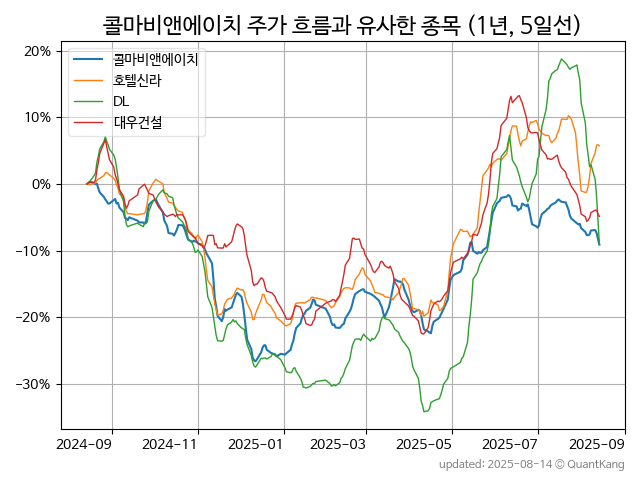 콜마비앤에이치 주가 흐름과 유사한 종목 (1년, 5일선)
콜마비앤에이치
호텔신라
DL
대우건설
20%
10%
0%
−10%
−20%
−30%
2024-09 2024-11 2025-01 2025-03 2025-05 2025-07 2025-09
updated: 2025-08-14 © QuantKang